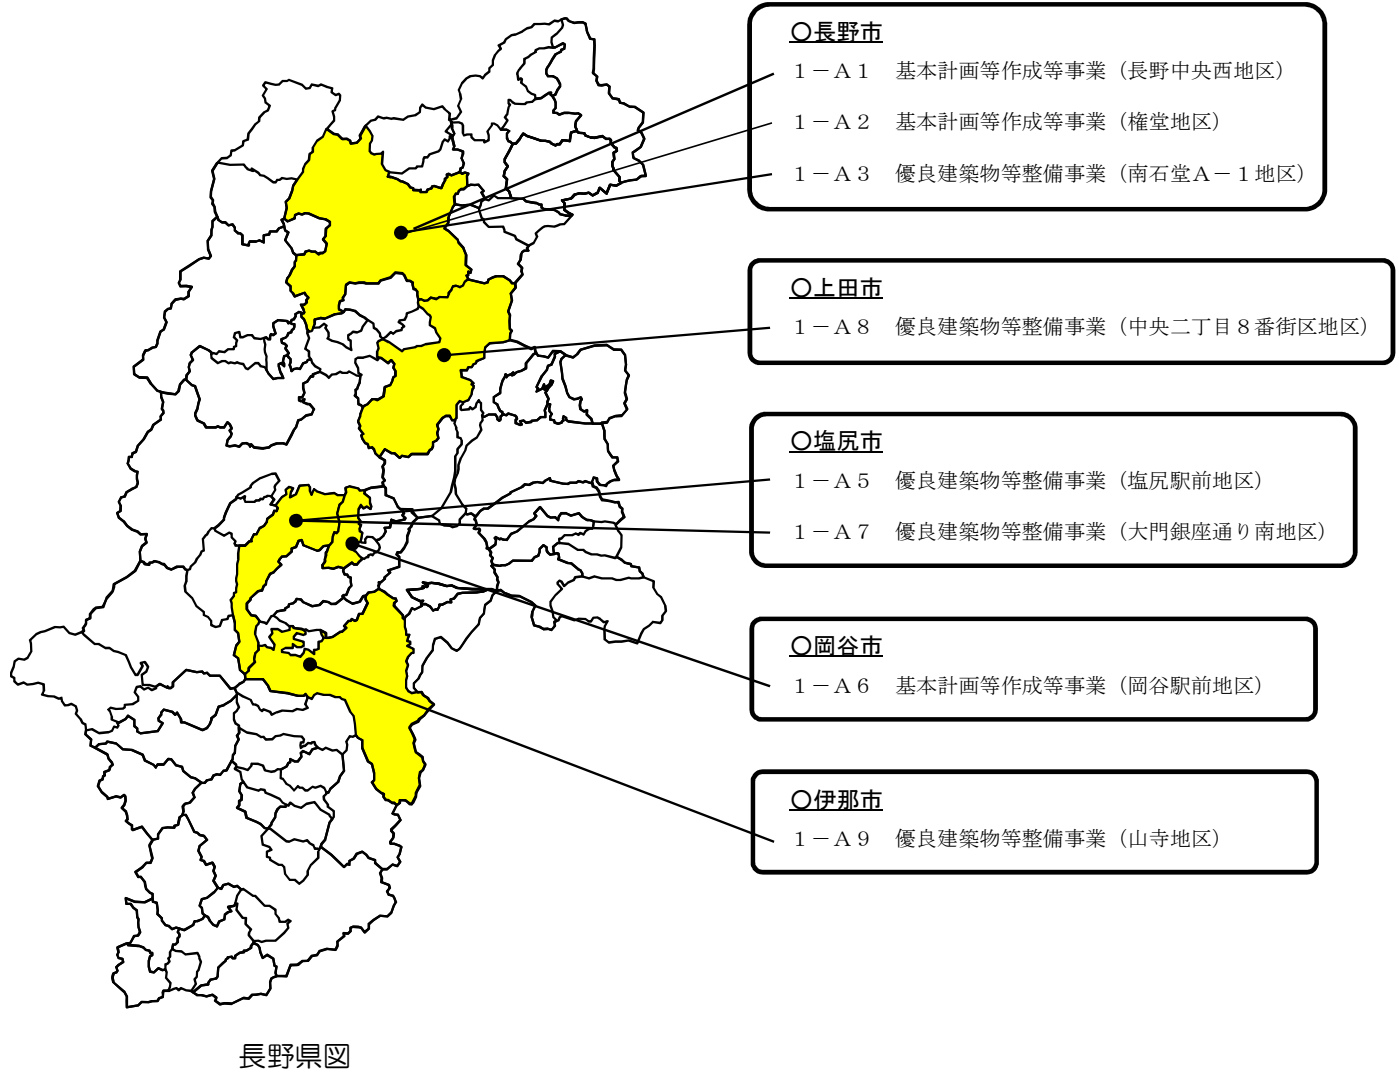 〇長野市
１－Ａ１　基本計画等作成等事業（長野中央西地区）
１－Ａ２　基本計画等作成等事業（権堂地区）
１－Ａ３　優良建築物等整備事業（南石堂Ａ－１地区）
〇上田市
１－Ａ８　優良建築物等整備事業（中央二丁目８番街区地区）
〇塩尻市
１－Ａ５　優良建築物等整備事業（塩尻駅前地区）
１－Ａ７　優良建築物等整備事業（大門銀座通り南地区）
〇岡谷市
１－Ａ６　基本計画等作成等事業（岡谷駅前地区）
〇伊那市
１－Ａ９　優良建築物等整備事業（山寺地区）
長野県図